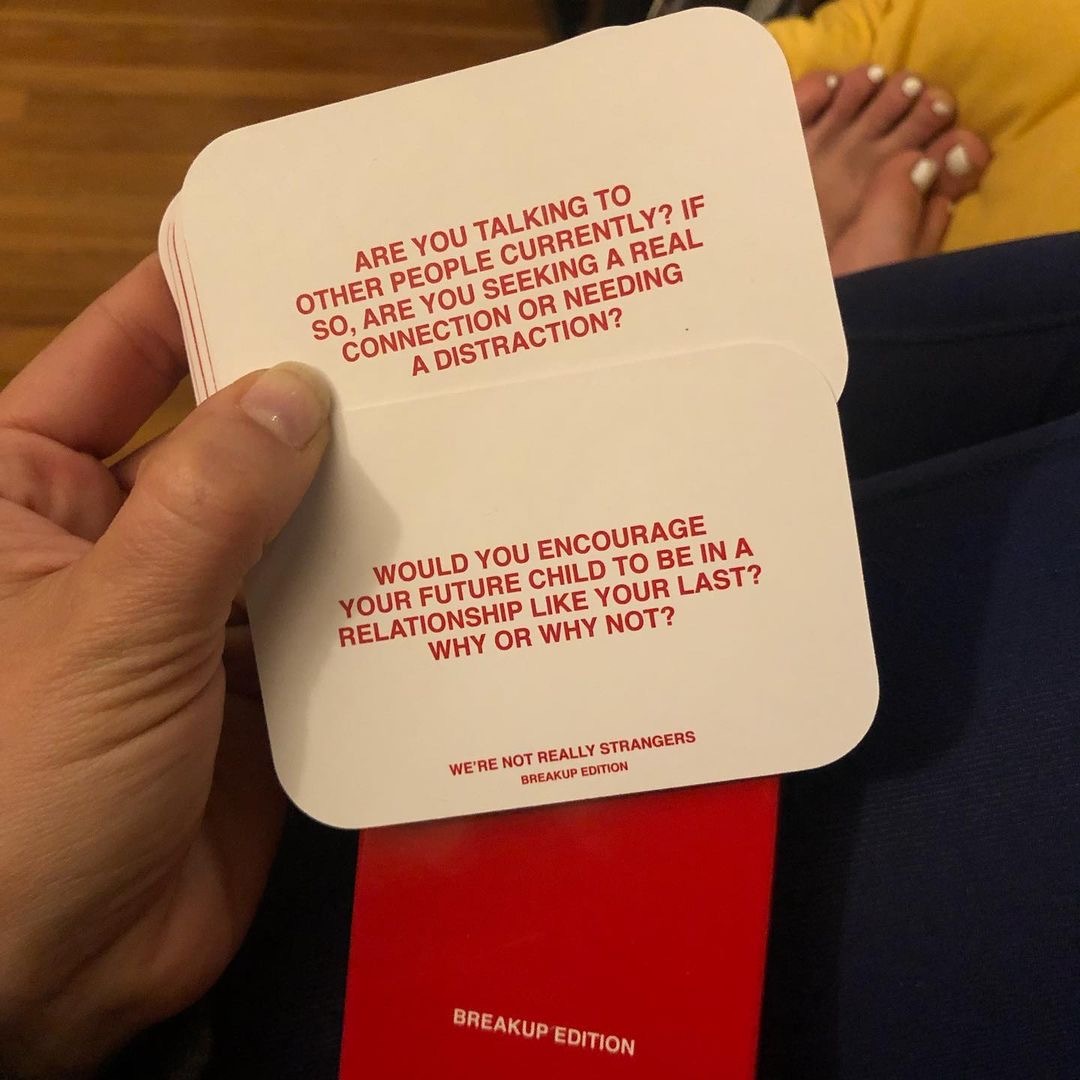 ARE YOU TALKING TO
OTHER PEOPLE CURRENTLY? IF
SO, ARE YOU SEEKING A REAL
CONNECTION OR NEEDING
A DISTRACTION?
WOULD YOU ENCOURAGE
YOUR FUTURE CHILD TO BE IN A
RELATIONSHIP LIKE YOUR LAST?
WHY OR WHY NOT?
WE'RE NOT REALLY STRANGERS
BREAKUP EDITION
BREAKUP EDITION